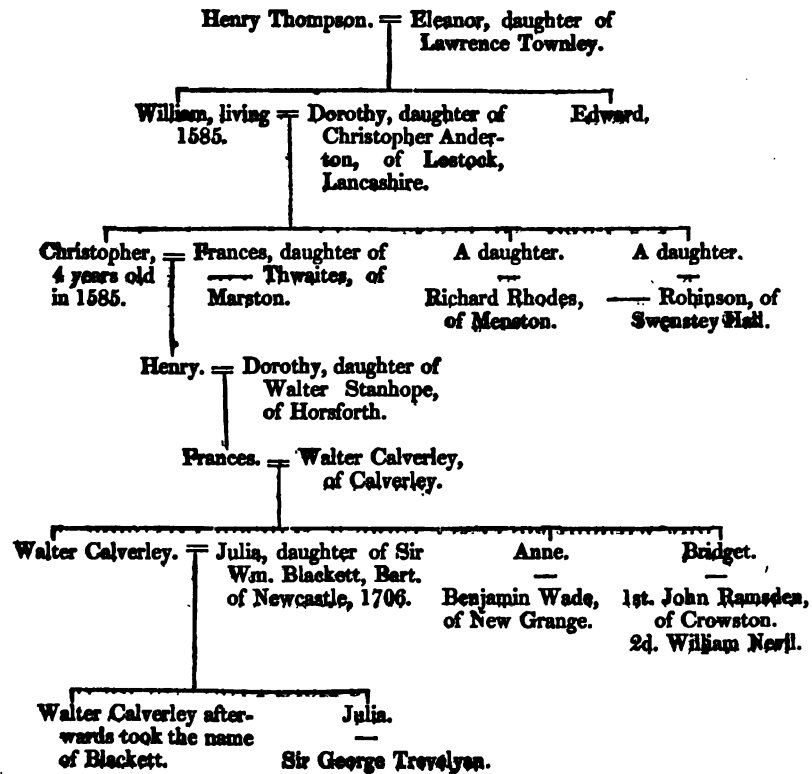 Henry Thompson. = Eleanor, daughter of
Lawrence Townley.
William, living = Dorothy, daughter of
1585.
Christopher Ander-
ton, of Lostock,
Lancashire.
Edward.
Christopher, = Frances, daughter of
4 years old
in 1585.
—— Thwaites, of
Marston.
A daughter.
—
Richard Rhodes,
of Menston.
A daughter.
—
—— Robinson, of
Swenstey Hall.
Henry. = Dorothy, daughter of
Walter Stanhope,
of Horsforth.
Frances. = Walter Calverley,
of Calverley.
Walter Calverley. = Julia, daughter of Sir
Wm. Blackett, Bart.
of Newcastle, 1706.
Anne.
—
Benjamin Wade,
of New Grange.
Bridget.
—
1st. John Ramsden,
of Crowston.
2d. William Nevil.
Walter Calverley after-
wards took the name
of Blackett.
Julia.
—
Sir George Trevelyan.